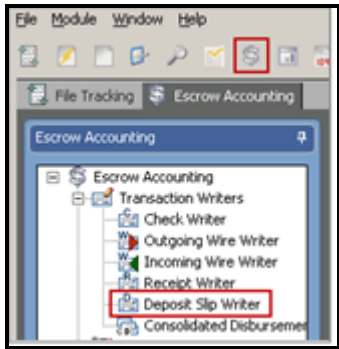 File Module Window Help
File Tracking Escrow Accounting
Escrow Accounting
Escrow Accounting
Transaction Writers
Check Writer
Outgoing Wire Writer
Incoming Wire Writer
Receipt Writer
Deposit Slip Writer
Consolidated Disbursemen